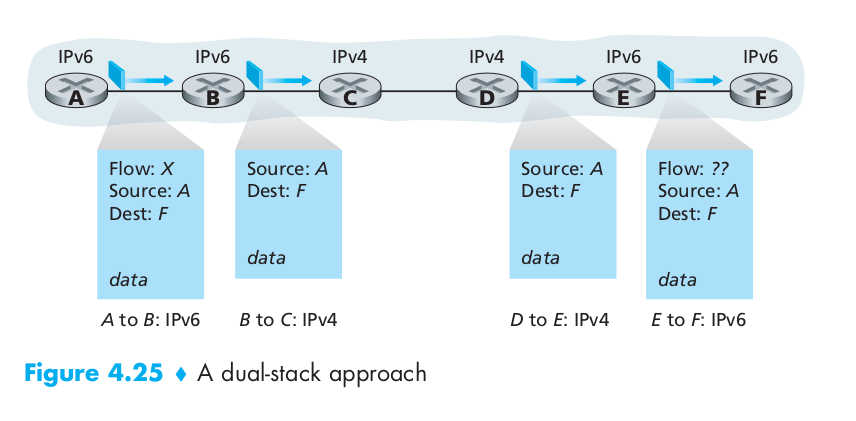 IPv6
IPv6
IPv4
IPv4
IPv6
IPv6
A
B
C
D
E
F
Flow: X
Source: A
Dest: F
data
Source: A
Dest: F
data
Source: A
Dest: F
data
Flow: ??
Source: A
Dest: F
data
A to B: IPv6
B to C: IPv4
D to E: IPv4
E to F: IPv6
Figure 4.25 ♦ A dual-stack approach